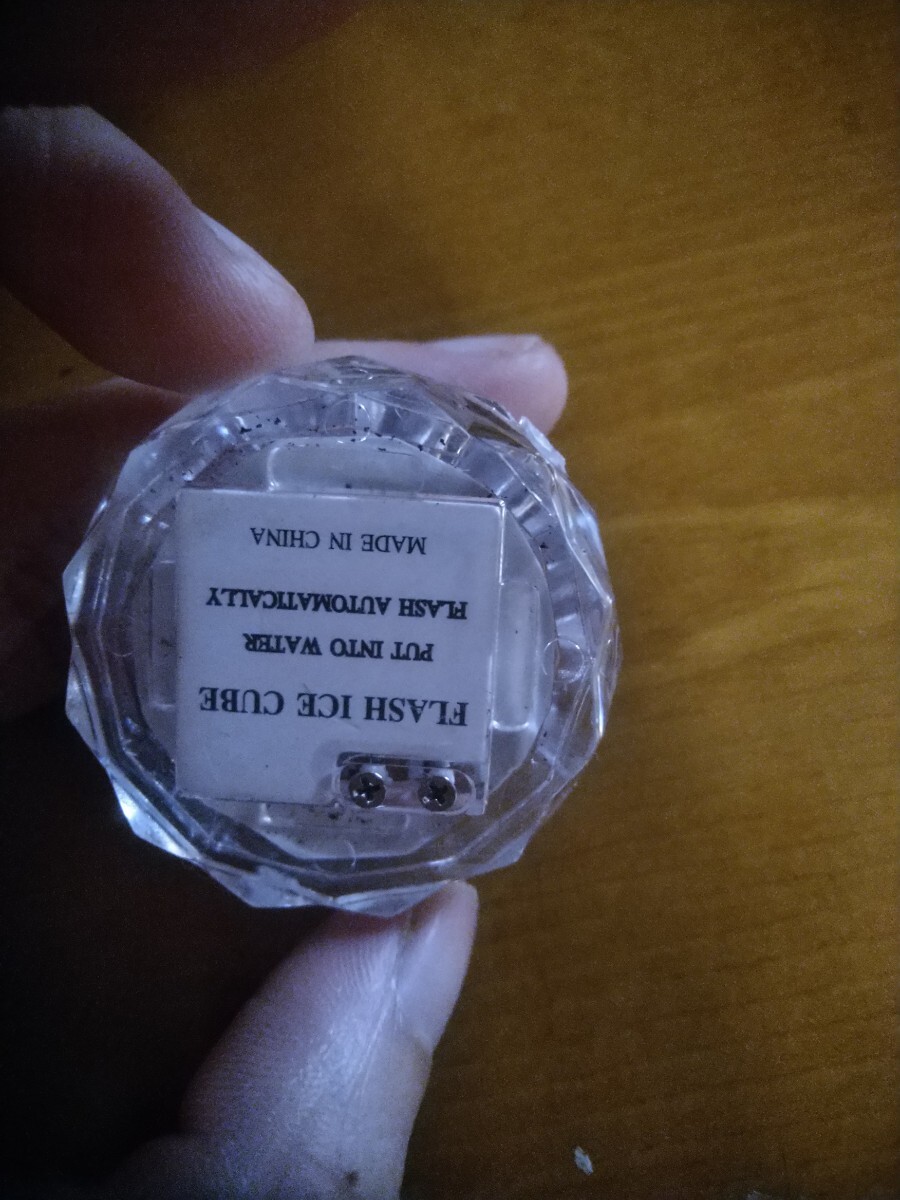 FLASH ICE CUBE
PUT INTO WATER
FLASH AUTOMATICALLY
MADE IN CHINA